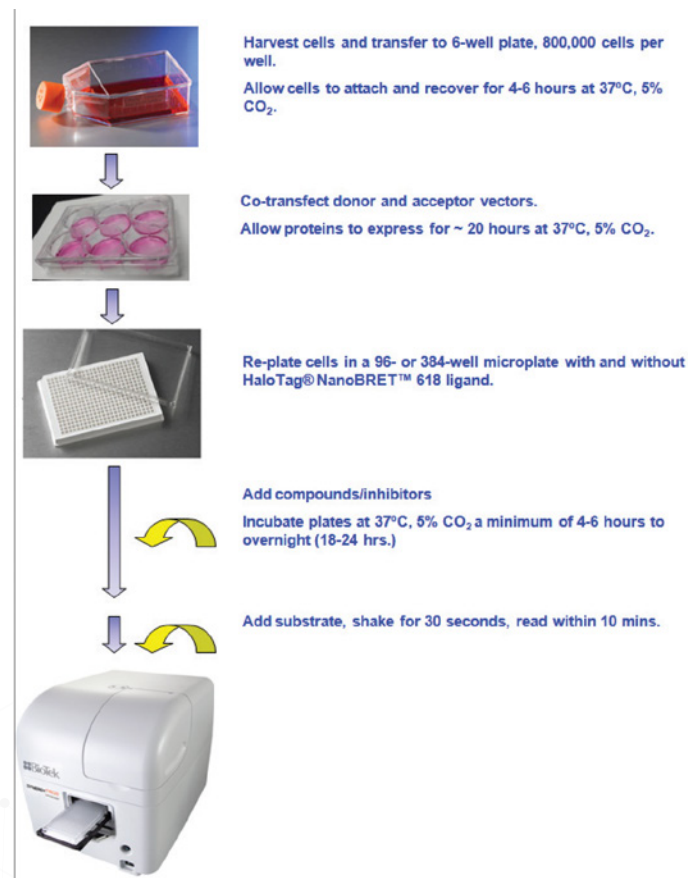 Harvest cells and transfer to 6-well plate, 800,000 cells per
well.
Allow cells to attach and recover for 4-6 hours at 37ºC, 5%
CO₂.
Co-transfect donor and acceptor vectors.
Allow proteins to express for ~ 20 hours at 37ºC, 5% CO₂.
Re-plate cells in a 96- or 384-well microplate with and without
HaloTag® NanoBRET™ 618 ligand.
Add compounds/inhibitors
Incubate plates at 37ºC, 5% CO₂ a minimum of 4-6 hours to
overnight (18-24 hrs.)
Add substrate, shake for 30 seconds, read within 10 mins.
BioTek